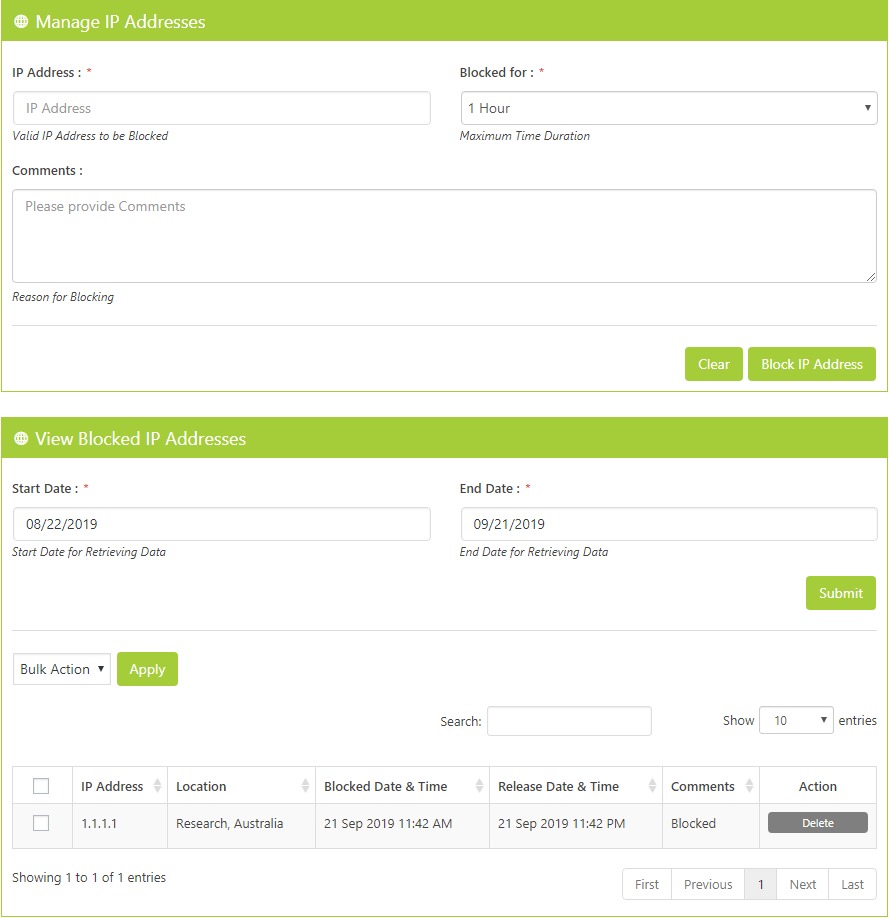 Manage IP Addresses
IP Address : * Blocked for : *
IP Address 1 Hour
Valid IP Address to be Blocked Maximum Time Duration
Comments :
Please provide Comments
Reason for Blocking
Clear Block IP Address
View Blocked IP Addresses
Start Date : * End Date : *
08/22/2019 09/21/2019
Start Date for Retrieving Data End Date for Retrieving Data
Submit
Bulk Action Apply
Search: Show 10 entries
IP Address Location Blocked Date & Time Release Date & Time Comments Action
1.1.1.1 Research, Australia 21 Sep 2019 11:42 AM 21 Sep 2019 11:42 PM Blocked Delete
Showing 1 to 1 of 1 entries
First Previous 1 Next Last